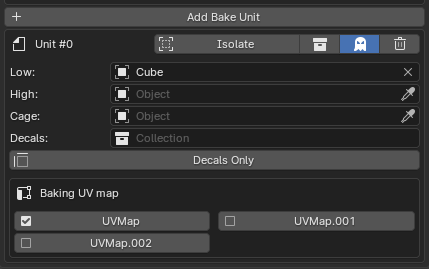 Add Bake Unit
Unit #0 Isolate
Low: Cube
High: Object
Cage: Object
Decals: Collection
Decals Only
Baking UV map
UVMap UVMap.001
UVMap.002